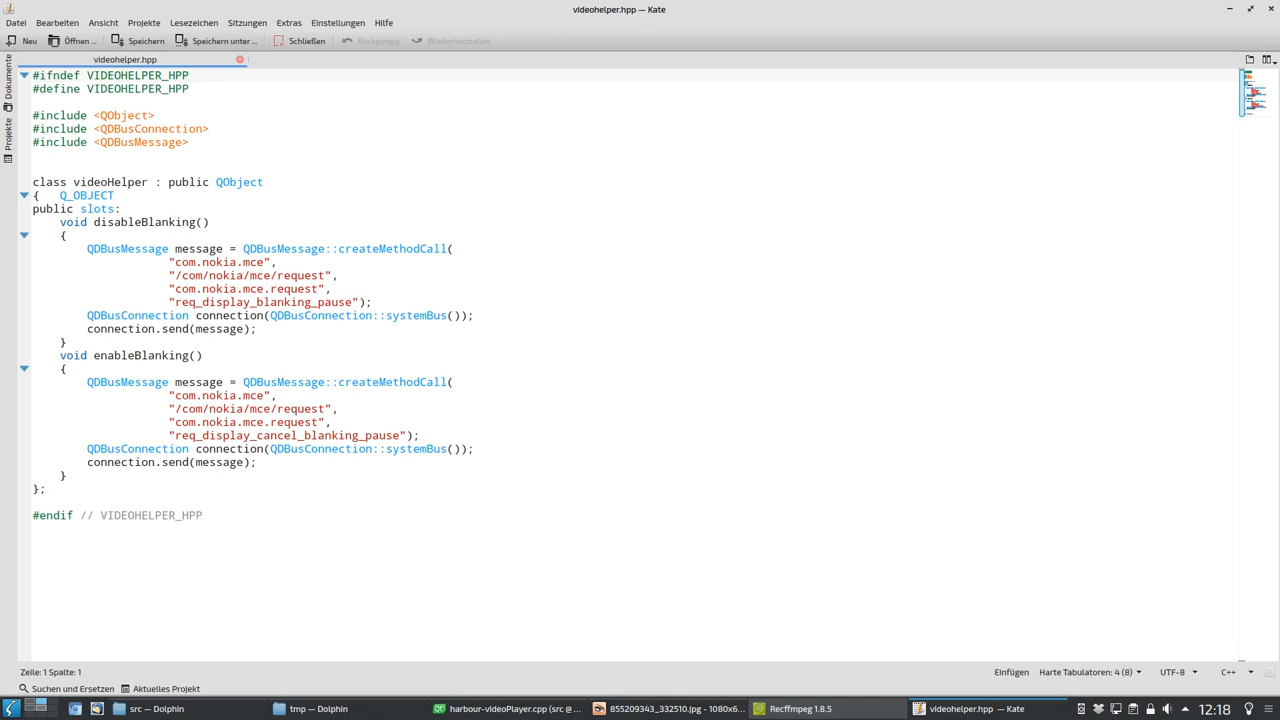 videohelper.hpp — Kate
Datei Bearbeiten Ansicht Projekte Lesezeichen Sitzungen Extras Einstellungen Hilfe
Neu Öffnen ... Speichern Speichern unter ... Schließen Rückgängig Wiederherstellen
videohelper.hpp
Dokumente
Projekte
#ifndef VIDEOHELPER_HPP
#define VIDEOHELPER_HPP
#include <QObject>
#include <QDBusConnection>
#include <QDBusMessage>
class videoHelper : public QObject
{   Q_OBJECT
public slots:
    void disableBlanking()
    {
        QDBusMessage message = QDBusMessage::createMethodCall(
                    "com.nokia.mce",
                    "/com/nokia/mce/request",
                    "com.nokia.mce.request",
                    "req_display_blanking_pause");
        QDBusConnection connection(QDBusConnection::systemBus());
        connection.send(message);
    }
    void enableBlanking()
    {
        QDBusMessage message = QDBusMessage::createMethodCall(
                    "com.nokia.mce",
                    "/com/nokia/mce/request",
                    "com.nokia.mce.request",
                    "req_display_cancel_blanking_pause");
        QDBusConnection connection(QDBusConnection::systemBus());
        connection.send(message);
    }
};
#endif // VIDEOHELPER_HPP
Zeile: 1 Spalte: 1 Einfügen Harte Tabulatoren: 4 (8) UTF-8 C++
Suchen und Ersetzen Aktuelles Projekt
src — Dolphin tmp — Dolphin harbour-videoPlayer.cpp (src @ ... 855209343_332510.jpg - 1080x6... Recffmpeg 1.8.5 videohelper.hpp — Kate 12:18